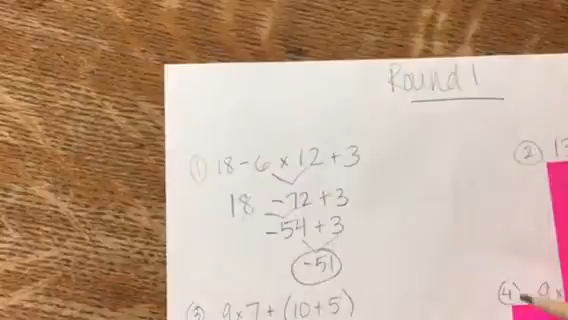 Round 1
① 18 - 6 × 12 + 3
18 - 72 + 3
-54 + 3
-51
②
③ 9 × 7 + (10 + 5)
④ 9 ×